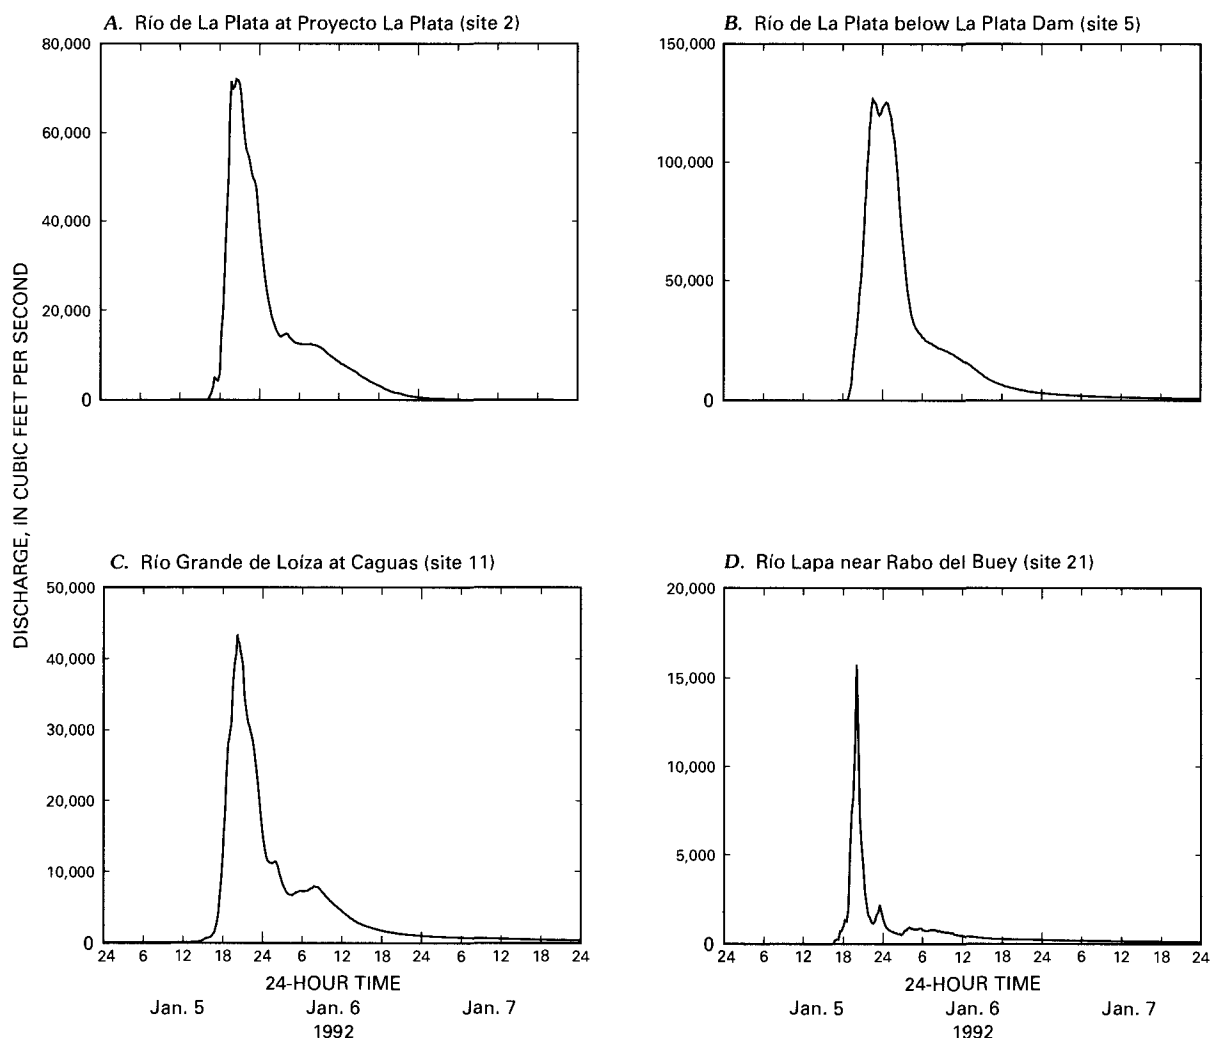 A. Río de La Plata at Proyecto La Plata (site 2)
B. Río de La Plata below La Plata Dam (site 5)
80,000
60,000
40,000
20,000
0
150,000
100,000
50,000
0
DISCHARGE, IN CUBIC FEET PER SECOND
C. Río Grande de Loíza at Caguas (site 11)
D. Río Lapa near Rabo del Buey (site 21)
50,000
40,000
30,000
20,000
10,000
0
20,000
15,000
10,000
5,000
0
24 6 12 18 24 6 12 18 24 6 12 18 24
24 6 12 18 24 6 12 18 24 6 12 18 24
24-HOUR TIME
24-HOUR TIME
Jan. 5 Jan. 6 Jan. 7
Jan. 5 Jan. 6 Jan. 7
1992
1992